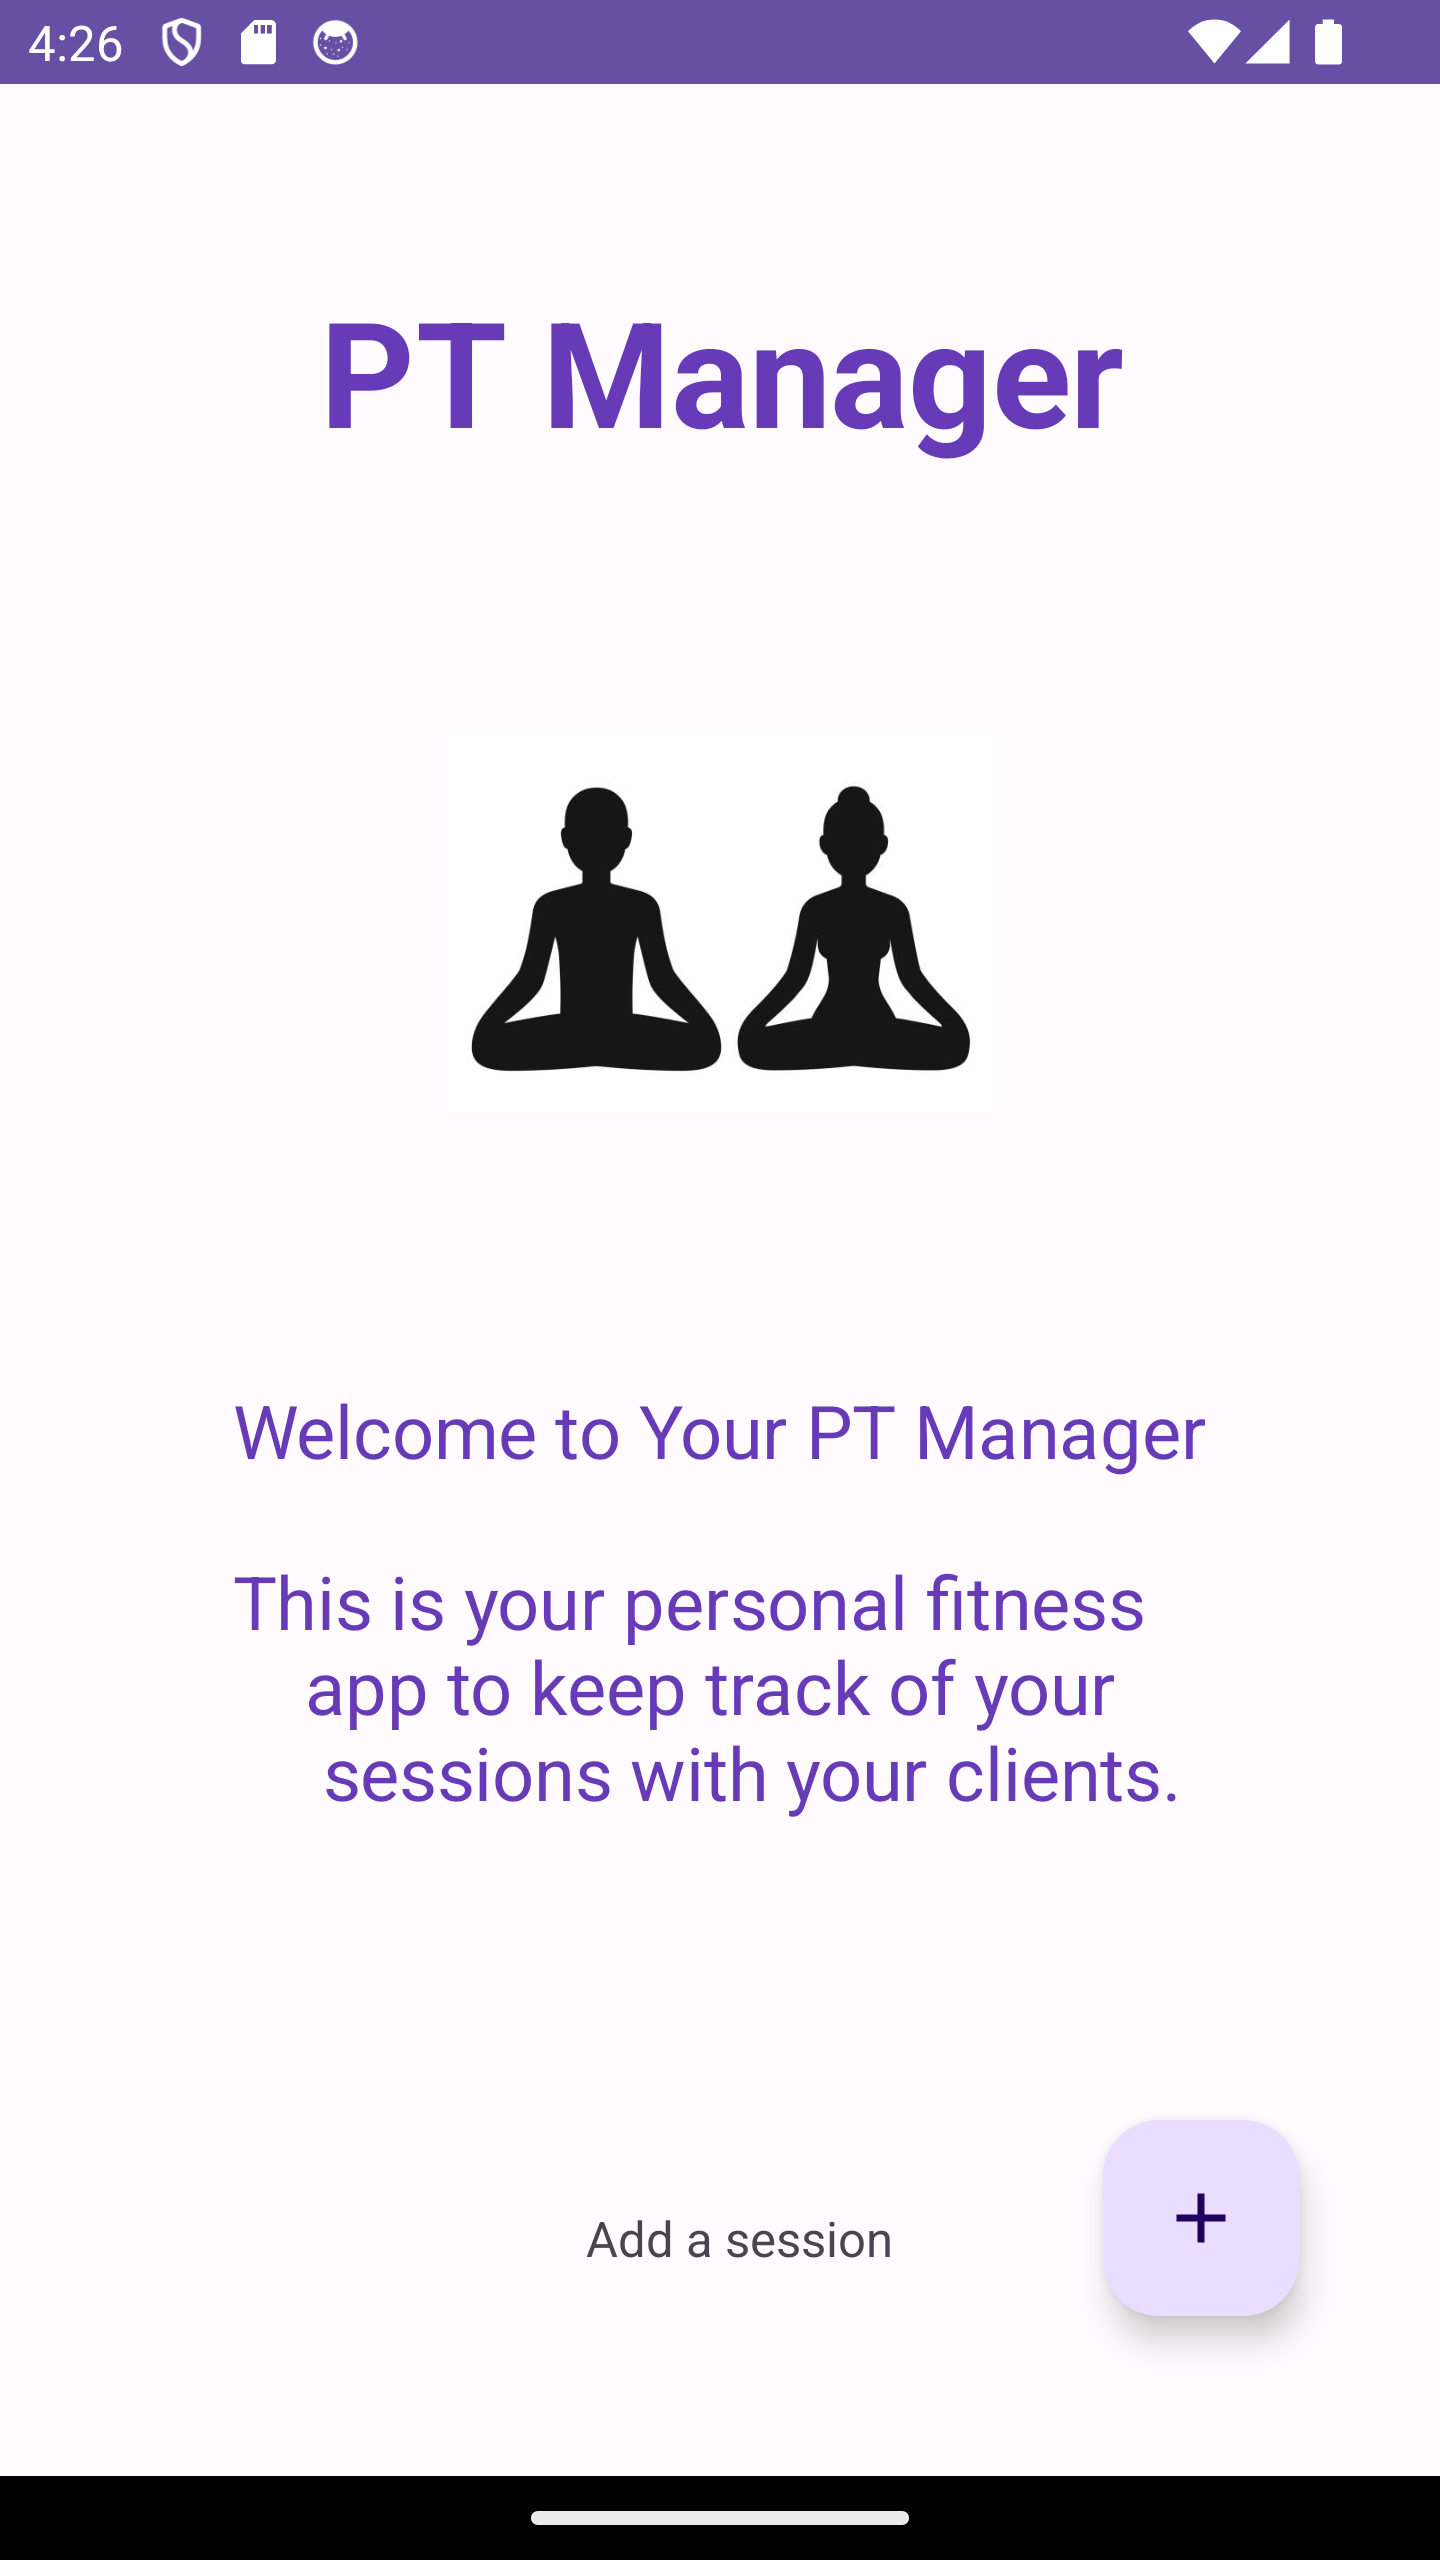 4:26
PT Manager
Welcome to Your PT Manager
This is your personal fitness
app to keep track of your
sessions with your clients.
Add a session